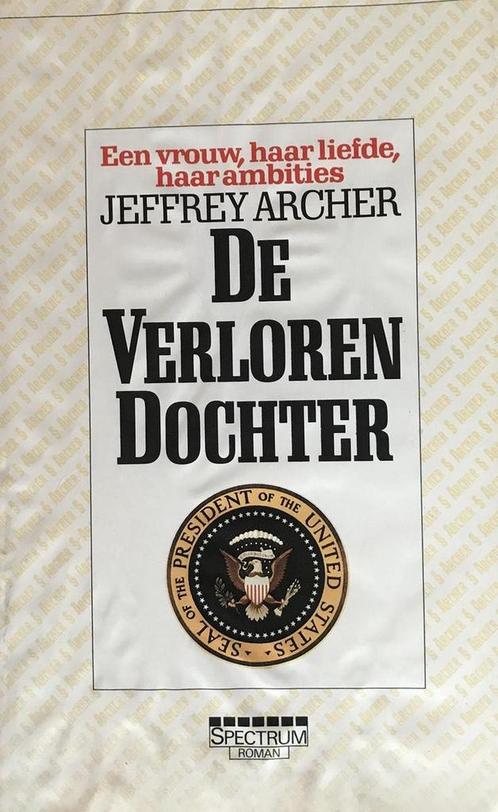 Een vrouw, haar liefde,
haar ambities
JEFFREY ARCHER
DE
VERLOREN
DOCHTER
SEAL OF THE PRESIDENT OF THE UNITED STATES
SPECTRUM
ROMAN